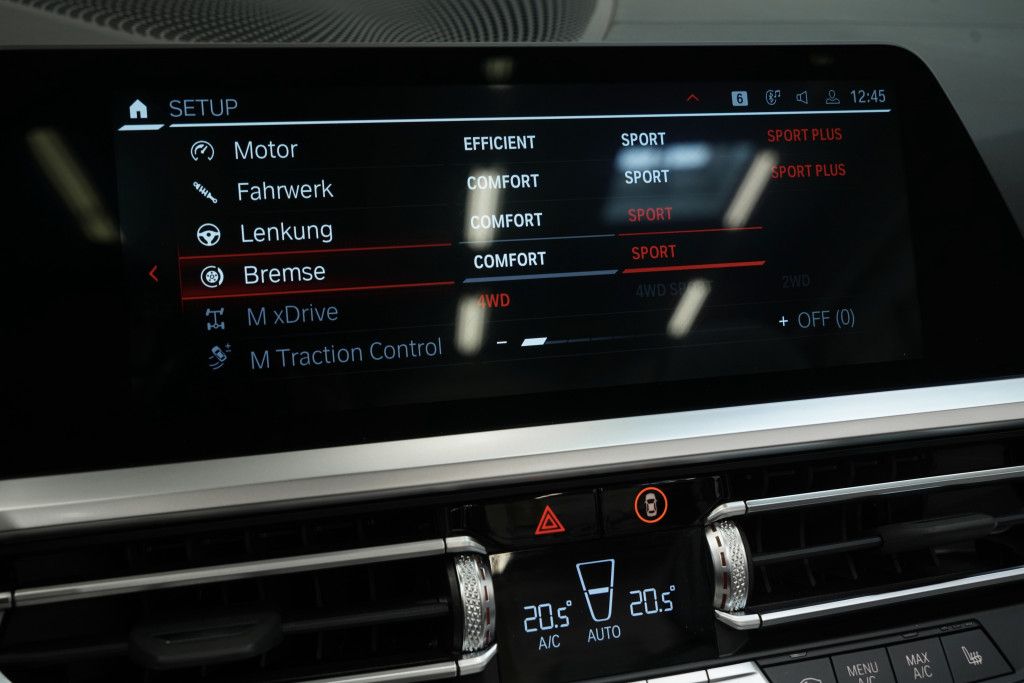 SETUP 6 12:45
Motor EFFICIENT SPORT SPORT PLUS
Fahrwerk COMFORT SPORT SPORT PLUS
Lenkung COMFORT SPORT
Bremse COMFORT SPORT
M xDrive 4WD 4WD SPORT 2WD
M Traction Control - + OFF (0)
20.5° 20.5°
A/C AUTO
MENU A/C MAX A/C